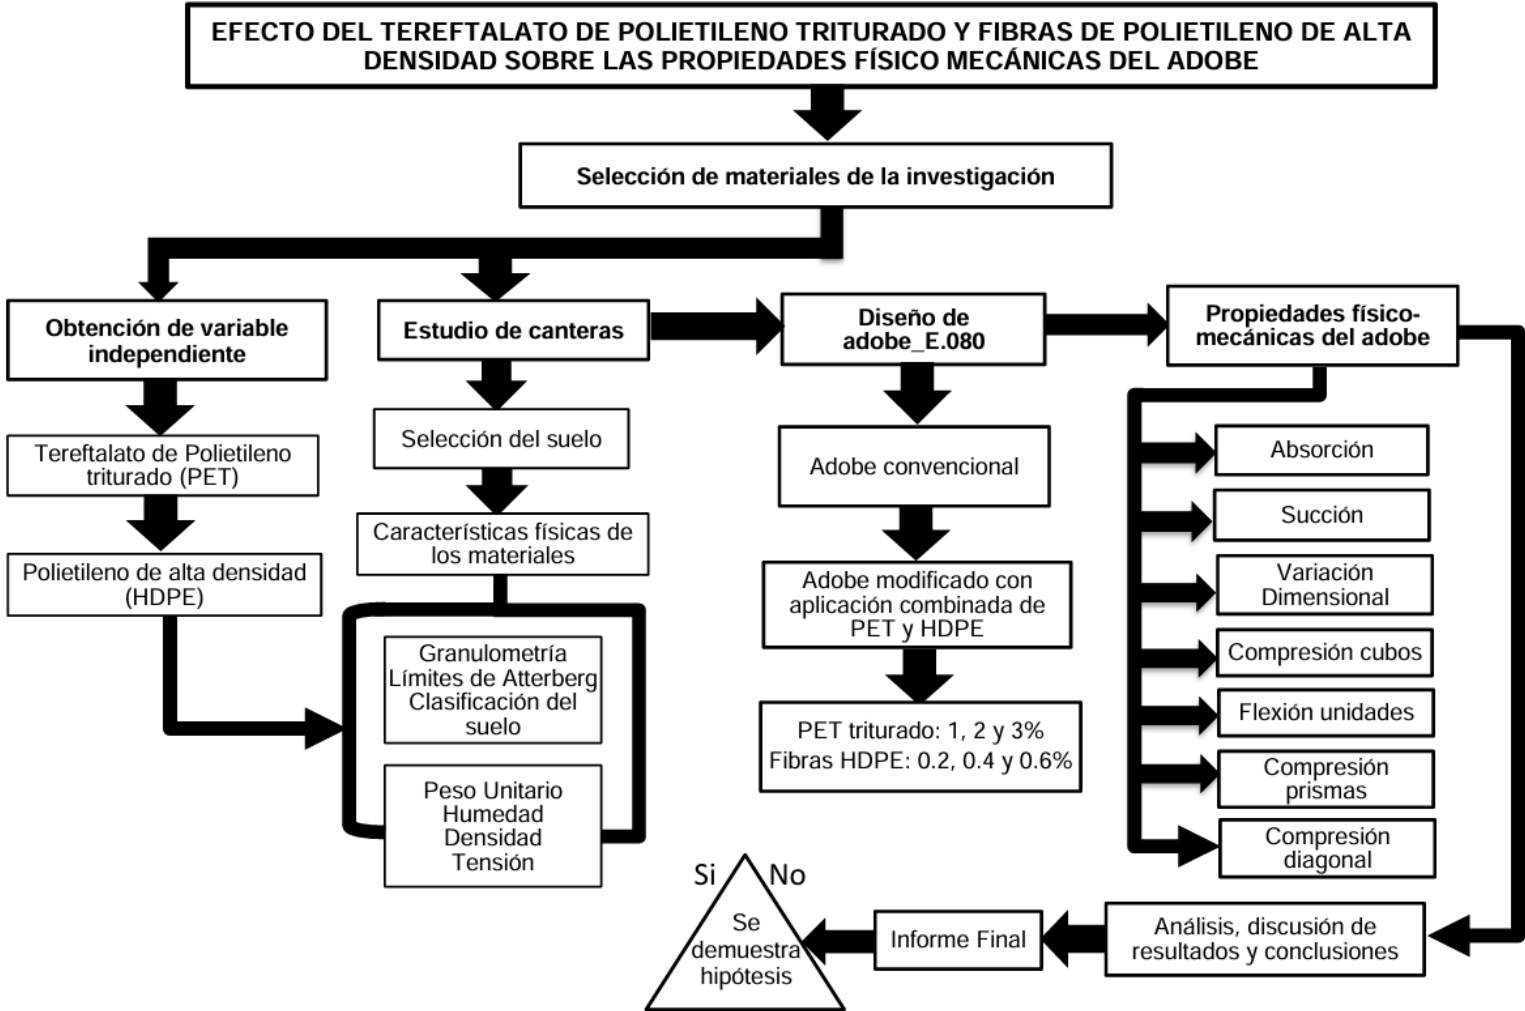 EFECTO DEL TEREFTALATO DE POLIETILENO TRITURADO Y FIBRAS DE POLIETILENO DE ALTA
DENSIDAD SOBRE LAS PROPIEDADES FÍSICO MECÁNICAS DEL ADOBE
Selección de materiales de la investigación
Obtención de variable
independiente
Tereftalato de Polietileno
triturado (PET)
Polietileno de alta densidad
(HDPE)
Estudio de canteras
Selección del suelo
Características físicas de
los materiales
Granulometría
Límites de Atterberg
Clasificación del
suelo
Peso Unitario
Humedad
Densidad
Tensión
Diseño de
adobe_E.080
Adobe convencional
Adobe modificado con
aplicación combinada de
PET y HDPE
PET triturado: 1, 2 y 3%
Fibras HDPE: 0.2, 0.4 y 0.6%
Propiedades físico-
mecánicas del adobe
Absorción
Succión
Variación
Dimensional
Compresión cubos
Flexión unidades
Compresión
prismas
Compresión
diagonal
Análisis, discusión de
resultados y conclusiones
Informe Final
Si No
Se
demuestra
hipótesis